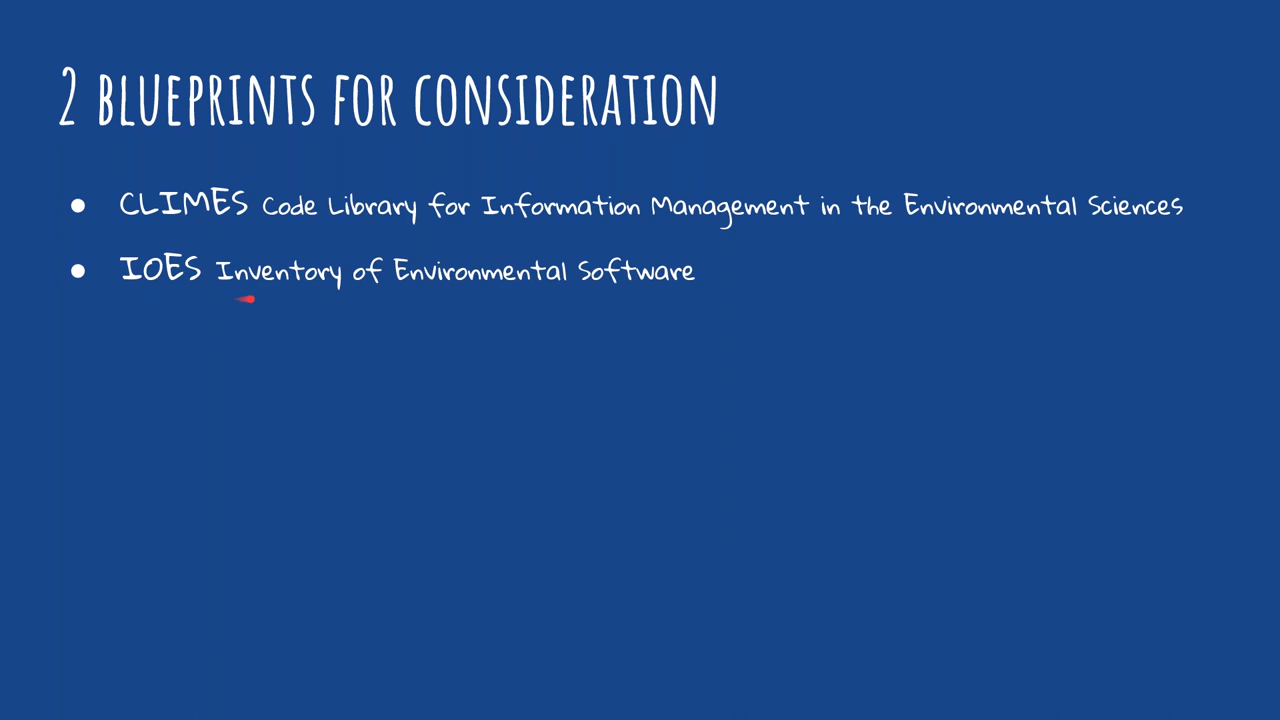 2 BLUEPRINTS FOR CONSIDERATION
● CLIMES Code Library for Information Management in the Environmental Sciences
● IOES Inventory of Environmental Software